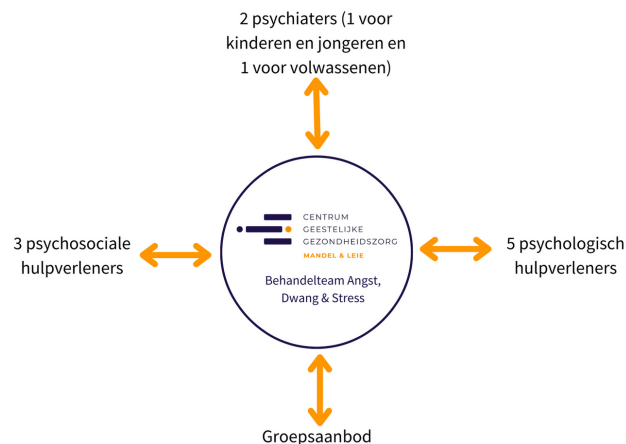 2 psychiaters (1 voor
kinderen en jongeren en
1 voor volwassenen)
CENTRUM
GEESTELIJKE
GEZONDHEIDSZORG
MANDEL & LEIE
Behandelteam Angst,
Dwang & Stress
3 psychosociale
hulpverleners
5 psychologisch
hulpverleners
Groepsaanbod